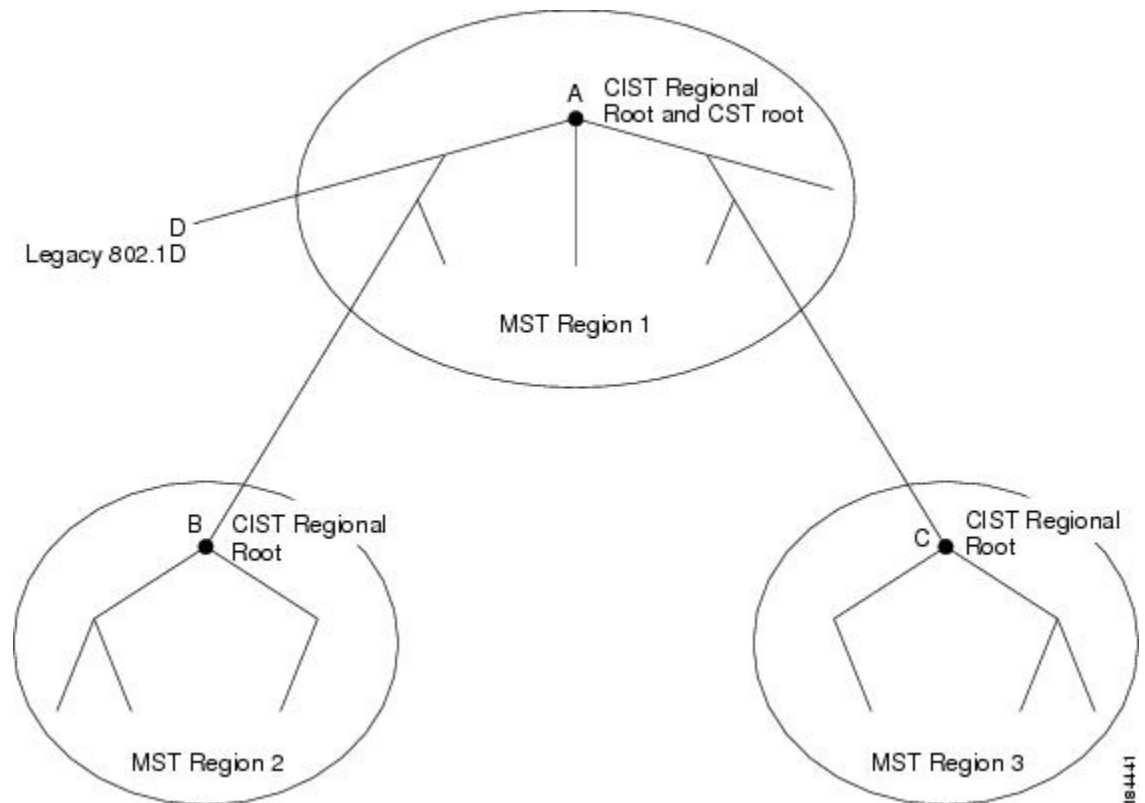 A
CIST Regional
Root and CST root
D
Legacy 802.1D
MST Region 1
B
CIST Regional
Root
C
CIST Regional
Root
MST Region 2
MST Region 3